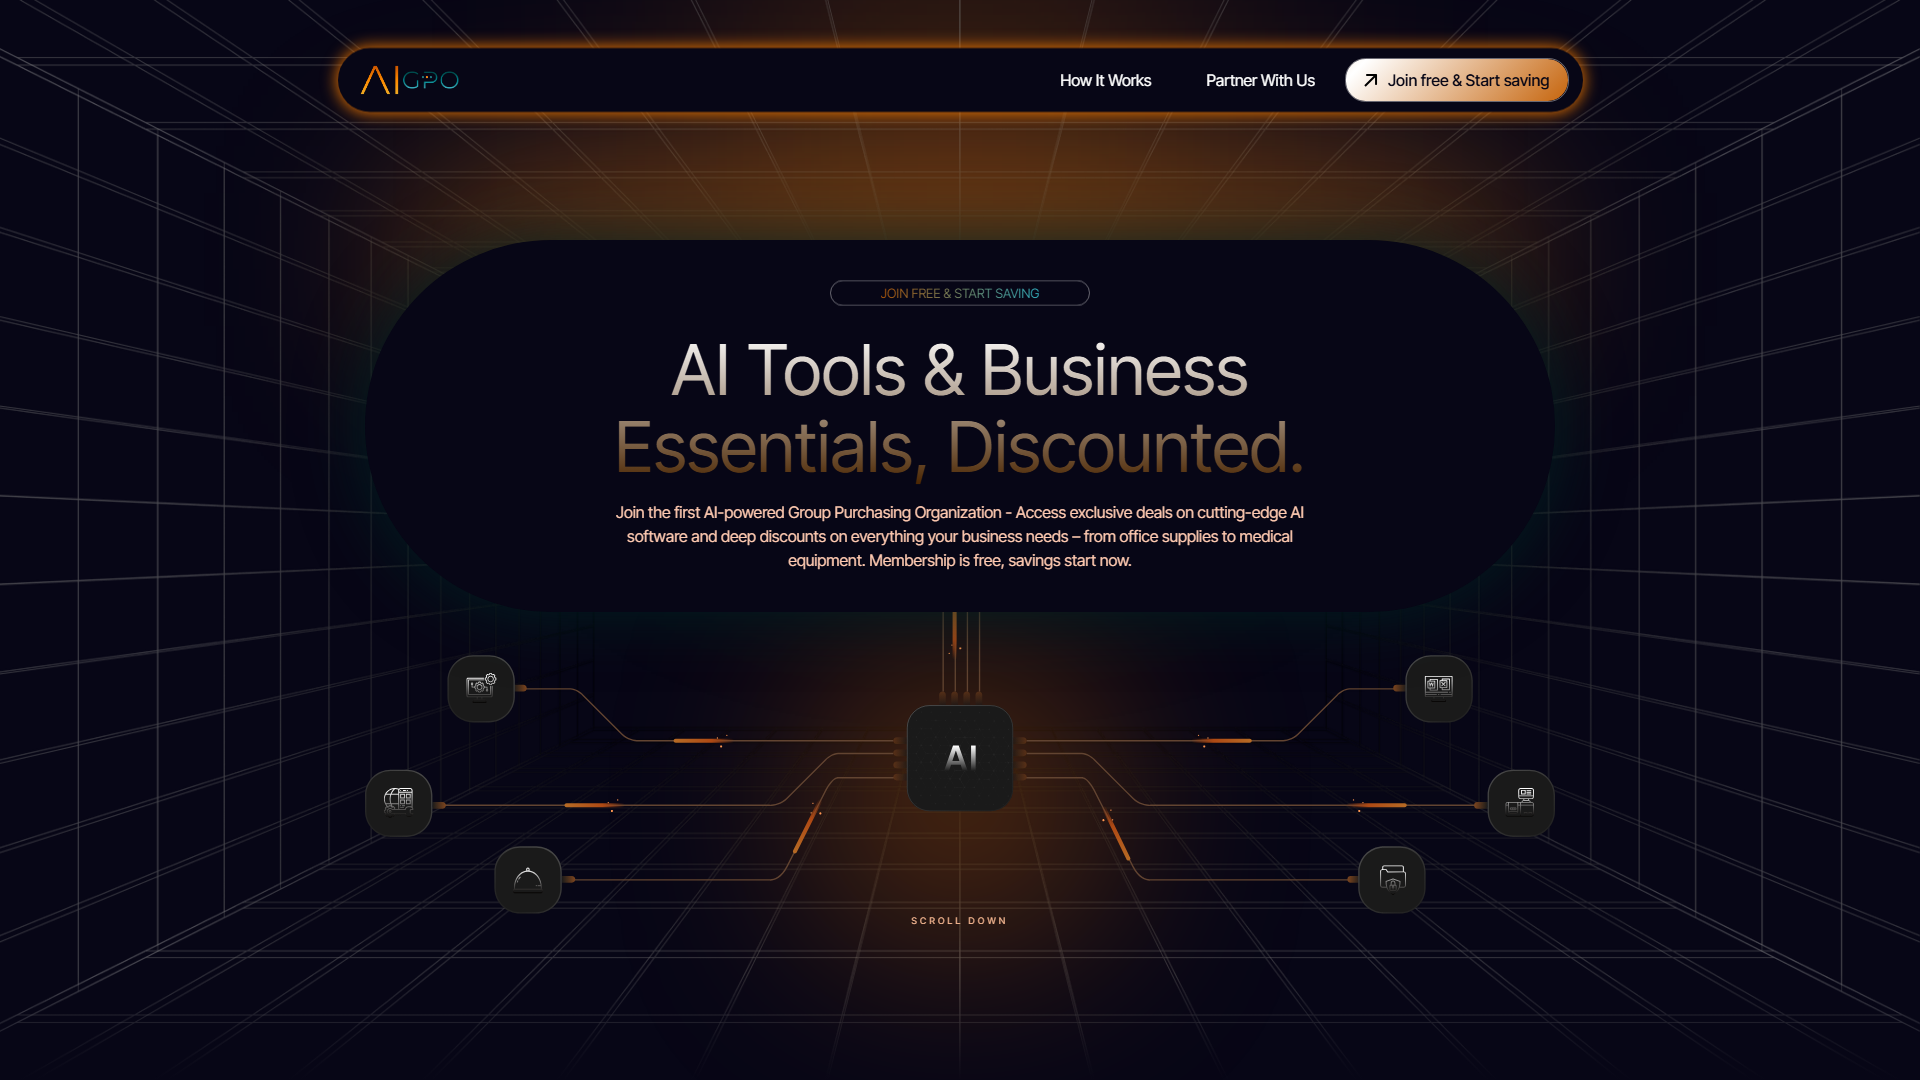 AIGPO
How It Works
Partner With Us
Join free & Start saving
JOIN FREE & START SAVING
AI Tools & Business
Essentials, Discounted.
Join the first AI-powered Group Purchasing Organization - Access exclusive deals on cutting-edge AI
software and deep discounts on everything your business needs – from office supplies to medical
equipment. Membership is free, savings start now.
AI
SCROLL DOWN